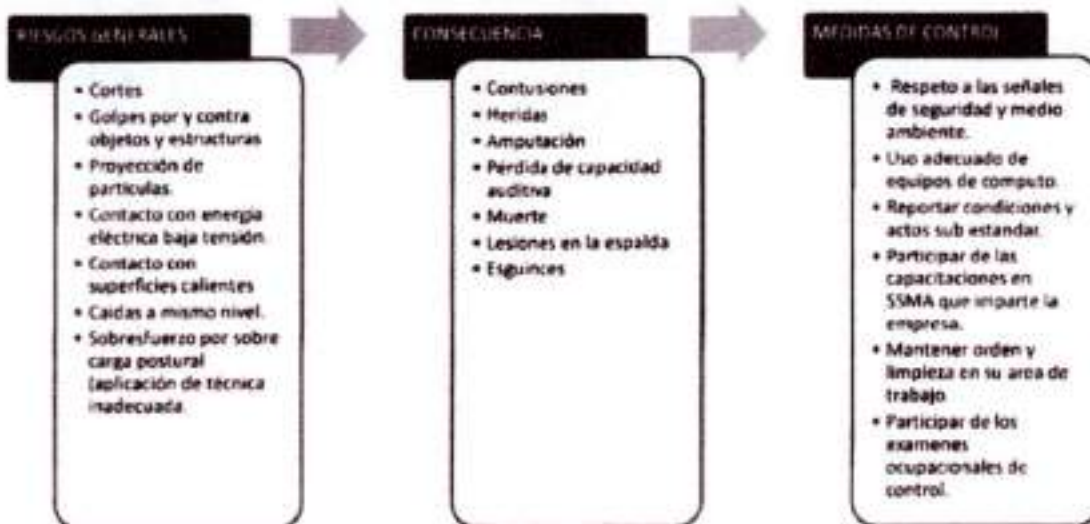 RIESGOS GENERALES
• Cortes
• Golpes por y contra
objetos y estructuras
• Proyección de
partículas.
• Contacto con energía
eléctrica baja tensión.
• Contacto con
superficies calientes
• Caidas a mismo nivel.
• Sobresfuerzo por sobre
carga postural
(aplicación de técnica
inadecuada.
CONSECUENCIA
• Contusiones
• Heridas
• Amputación
• Pérdida de capacidad
auditiva
• Muerte
• Lesiones en la espalda
• Esguinces
MEDIDAS DE CONTROL
• Respeto a las señales
de seguridad y medio
ambiente.
• Uso adecuado de
equipos de computo.
• Reportar condiciones y
actos sub estandar.
• Participar de las
capacitaciones en
SSMA que imparte la
empresa.
• Mantener orden y
limpieza en su area de
trabajo
• Participar de los
examenes
ocupacionales de
control.